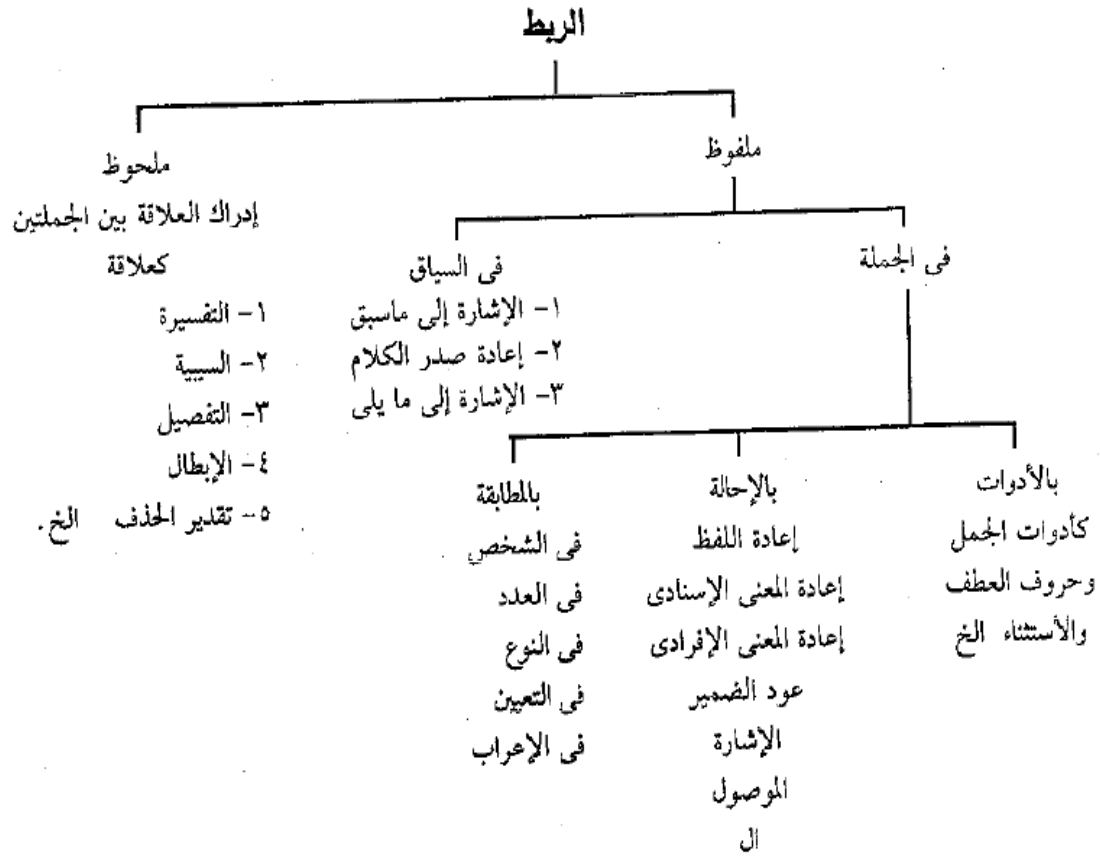 الربط
ملفوظ
ملحوظ
إدراك العلاقة بين الجملتين
كعلاقة
١- التفسيرة
٢- السببية
٣- التفصيل
٤- الإبطال
٥- تقدير الحذف الخ.
فى الجملة
فى السياق
١- الإشارة إلى ماسبق
٢- إعادة صدر الكلام
٣- الإشارة إلى ما يلى
بالأدوات
كأدوات الجمل
وحروف العطف
والأستثناء الخ
بالإحالة
إعادة اللفظ
إعادة المعنى الإسنادى
إعادة المعنى الإفرادى
عود الضمير
الإشارة
الموصول
ال
بالمطابقة
فى الشخص
فى العدد
فى النوع
فى التعيين
فى الإعراب